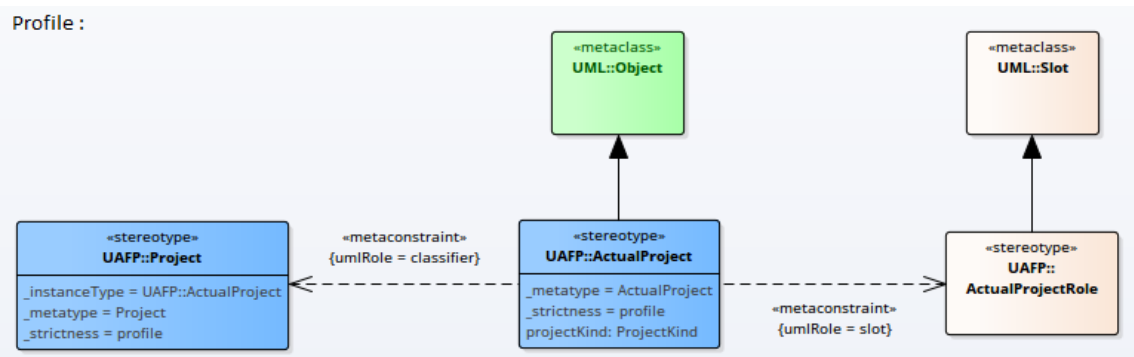 Profile :
«metaclass»
UML::Object
«metaclass»
UML::Slot
«stereotype»
UAFP::Project
_instanceType = UAFP::ActualProject
_metatype = Project
_strictness = profile
«metaconstraint»
{umlRole = classifier}
«stereotype»
UAFP::ActualProject
_metatype = ActualProject
_strictness = profile
projectKind: ProjectKind
«metaconstraint»
{umlRole = slot}
«stereotype»
UAFP::
ActualProjectRole